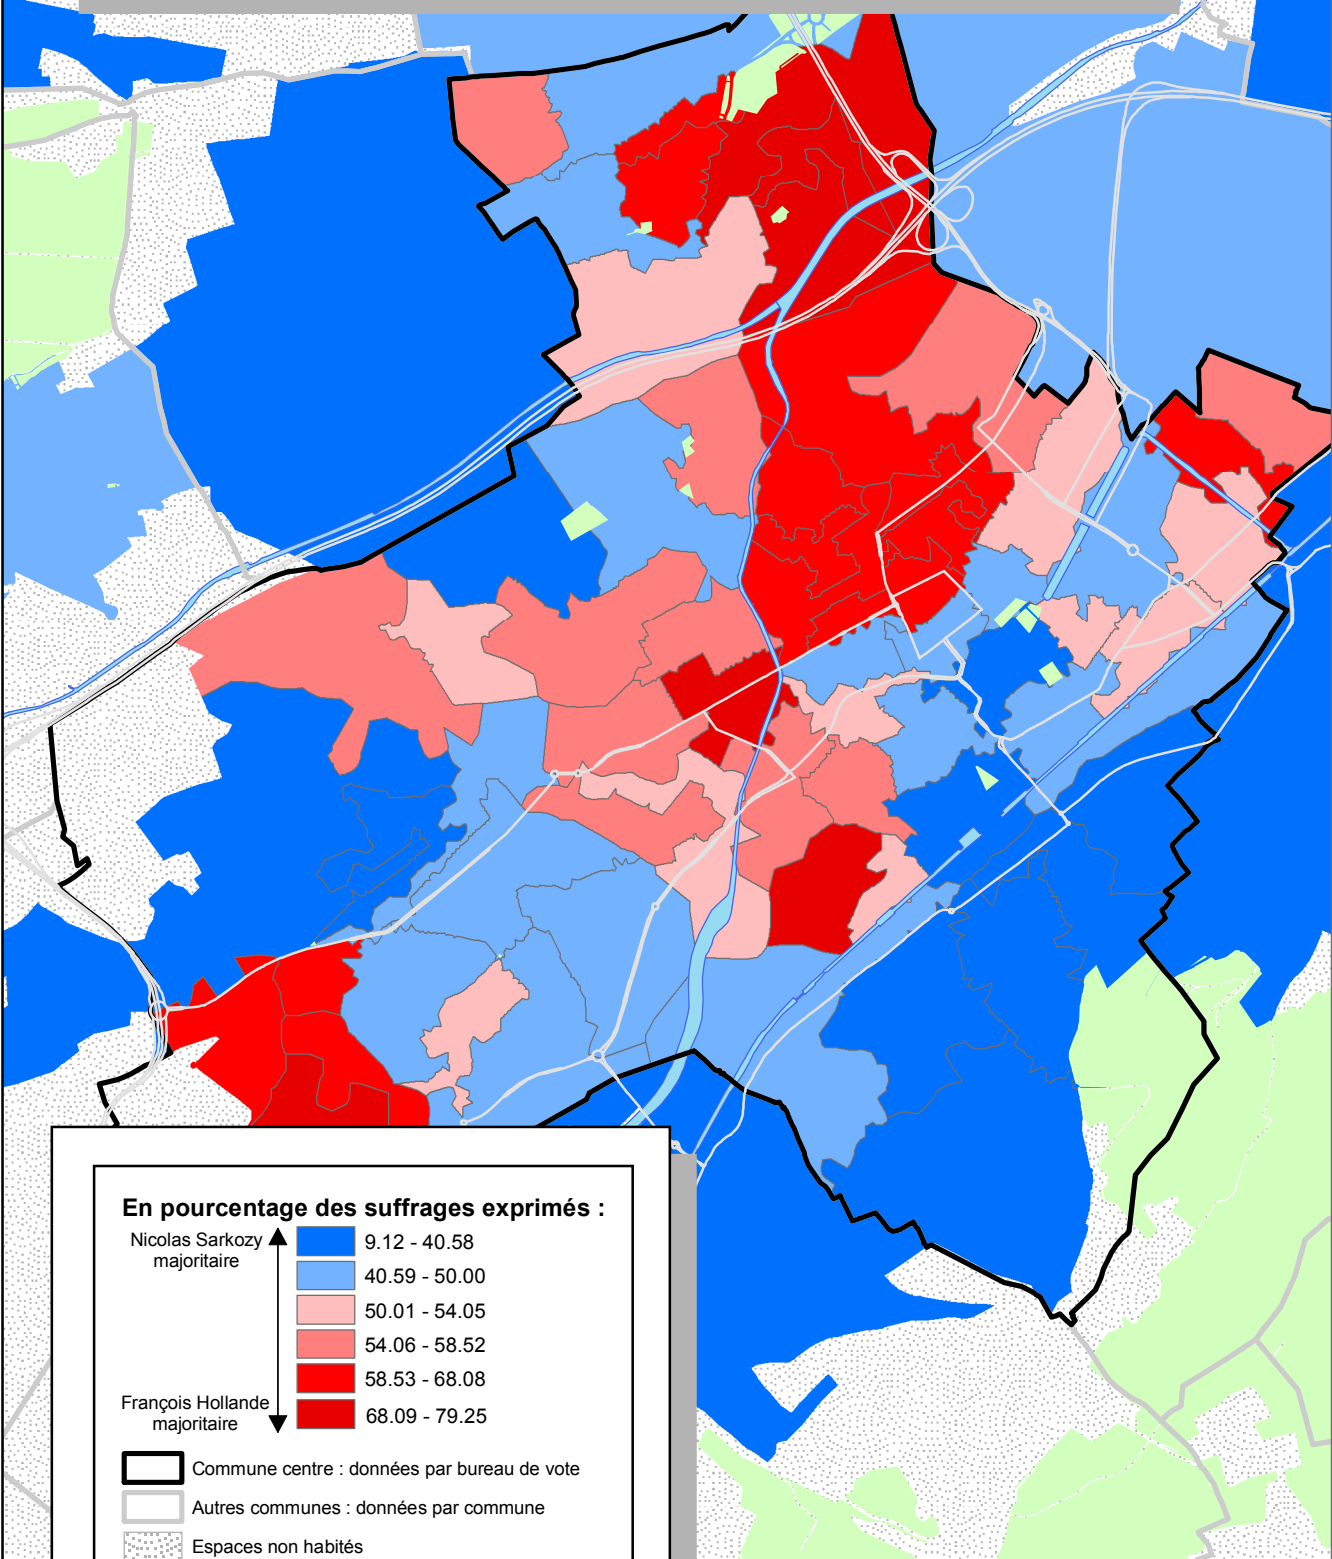 En pourcentage des suffrages exprimés :
Nicolas Sarkozy
majoritaire
9.12 - 40.58
40.59 - 50.00
50.01 - 54.05
54.06 - 58.52
58.53 - 68.08
François Hollande
majoritaire
68.09 - 79.25
Commune centre : données par bureau de vote
Autres communes : données par commune
Espaces non habités